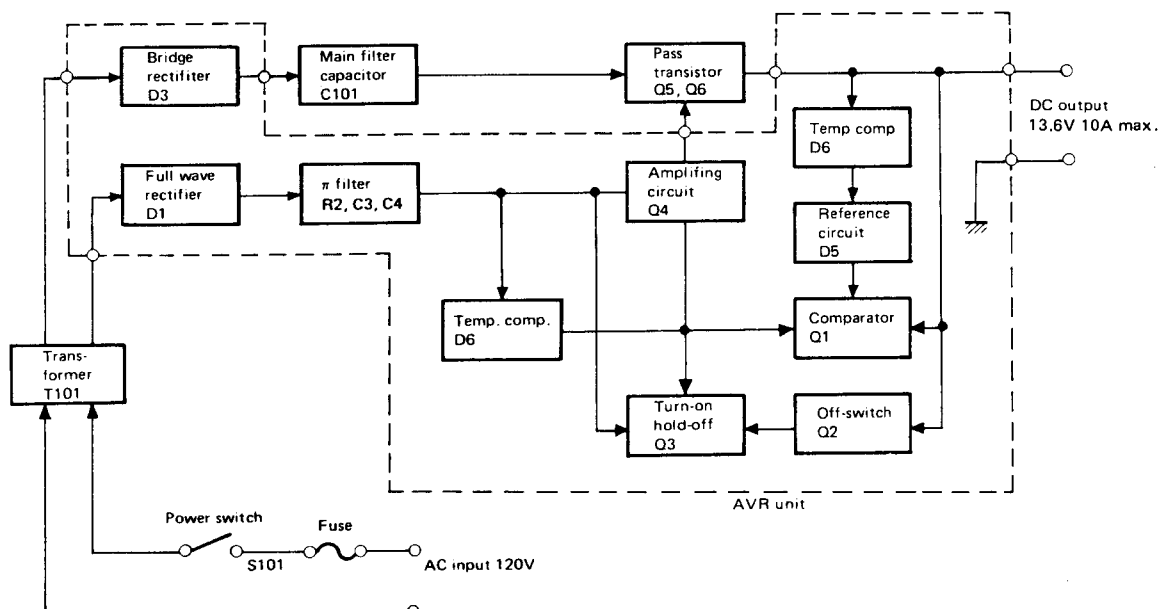 Bridge
rectifiter
D3
Main filter
capacitor
C101
Pass
transistor
Q5, Q6
DC output
13.6V 10A max.
Temp comp
D6
Full wave
rectifier
D1
π filter
R2, C3, C4
Amplifing
circuit
Q4
Reference
circuit
D5
Temp. comp.
D6
Comparator
Q1
Trans-
former
T101
Turn-on
hold-off
Q3
Off-switch
Q2
AVR unit
Power switch
Fuse
S101
AC input 120V